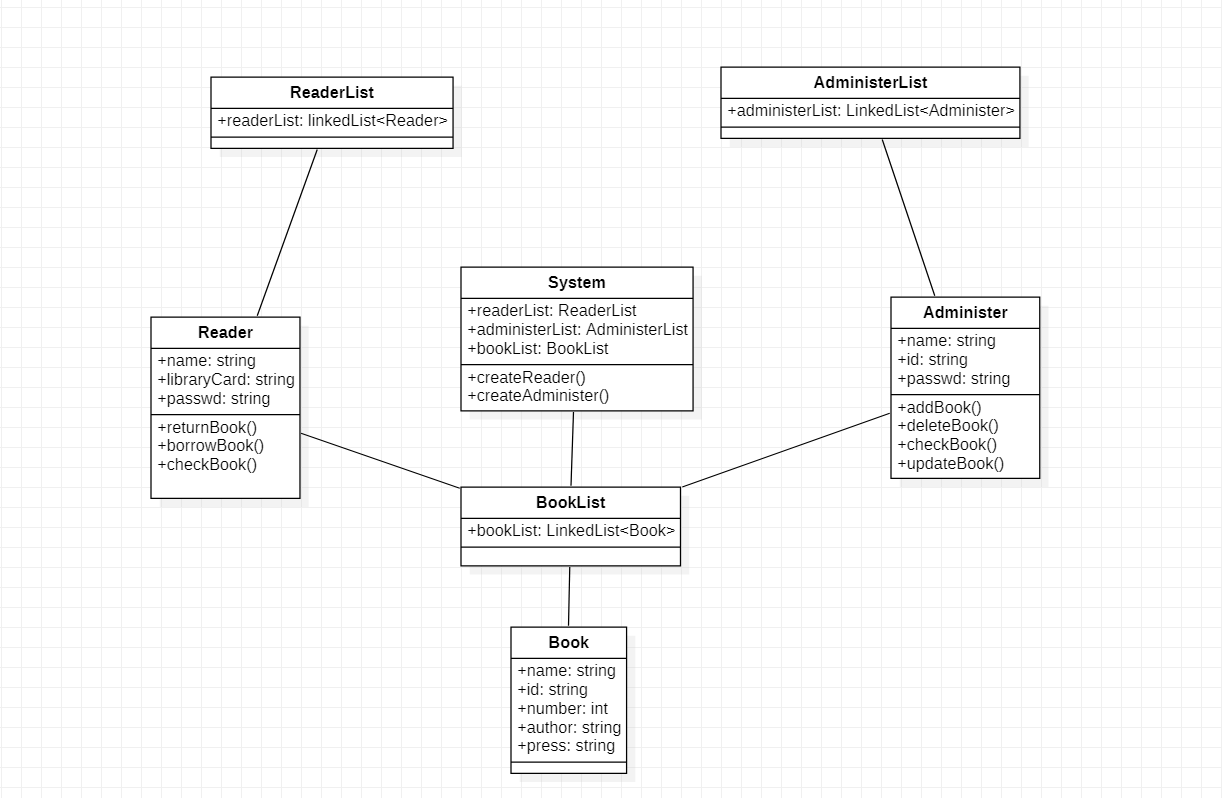 ReaderList
+readerList: linkedList<Reader>
AdministerList
+administerList: LinkedList<Administer>
System
+readerList: ReaderList
+administerList: AdministerList
+bookList: BookList
+createReader()
+createAdminister()
Reader
+name: string
+libraryCard: string
+passwd: string
+returnBook()
+borrowBook()
+checkBook()
Administer
+name: string
+id: string
+passwd: string
+addBook()
+deleteBook()
+checkBook()
+updateBook()
BookList
+bookList: LinkedList<Book>
Book
+name: string
+id: string
+number: int
+author: string
+press: string